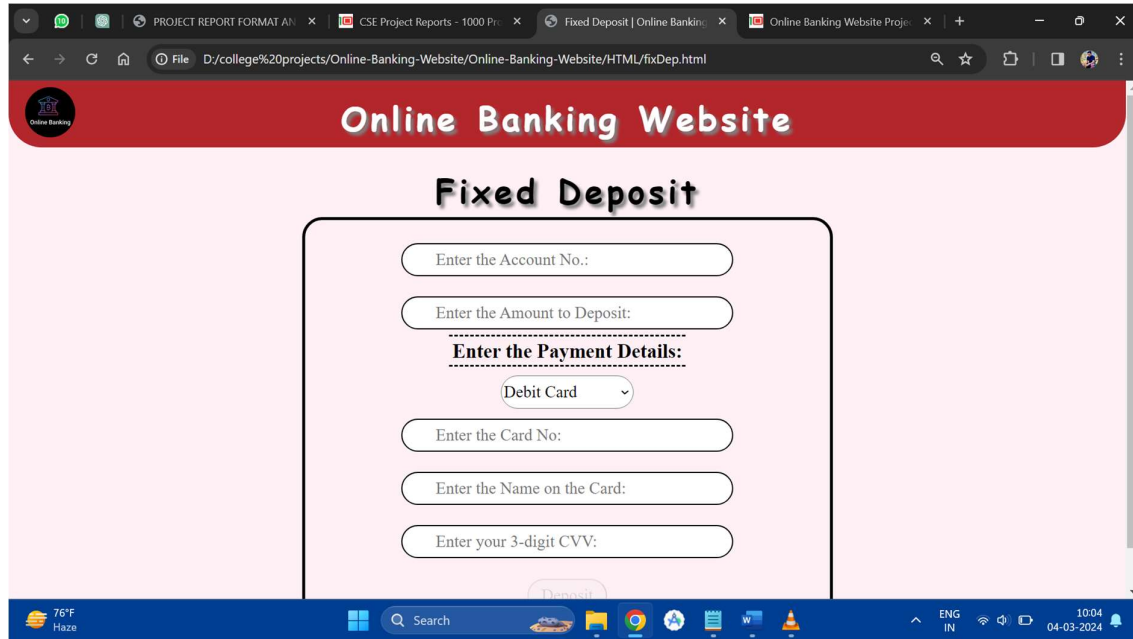 10
PROJECT REPORT FORMAT AN
CSE Project Reports - 1000 Pr
Fixed Deposit | Online Banking
Online Banking Website Projec
File D:/college%20projects/Online-Banking-Website/Online-Banking-Website/HTML/fixDep.html
Online Banking
Online Banking Website
Fixed Deposit
Enter the Account No.:
Enter the Amount to Deposit:
Enter the Payment Details:
Debit Card
Enter the Card No:
Enter the Name on the Card:
Enter your 3-digit CVV:
Deposit
76°F
Haze
Search
ENG
IN
10:04
04-03-2024